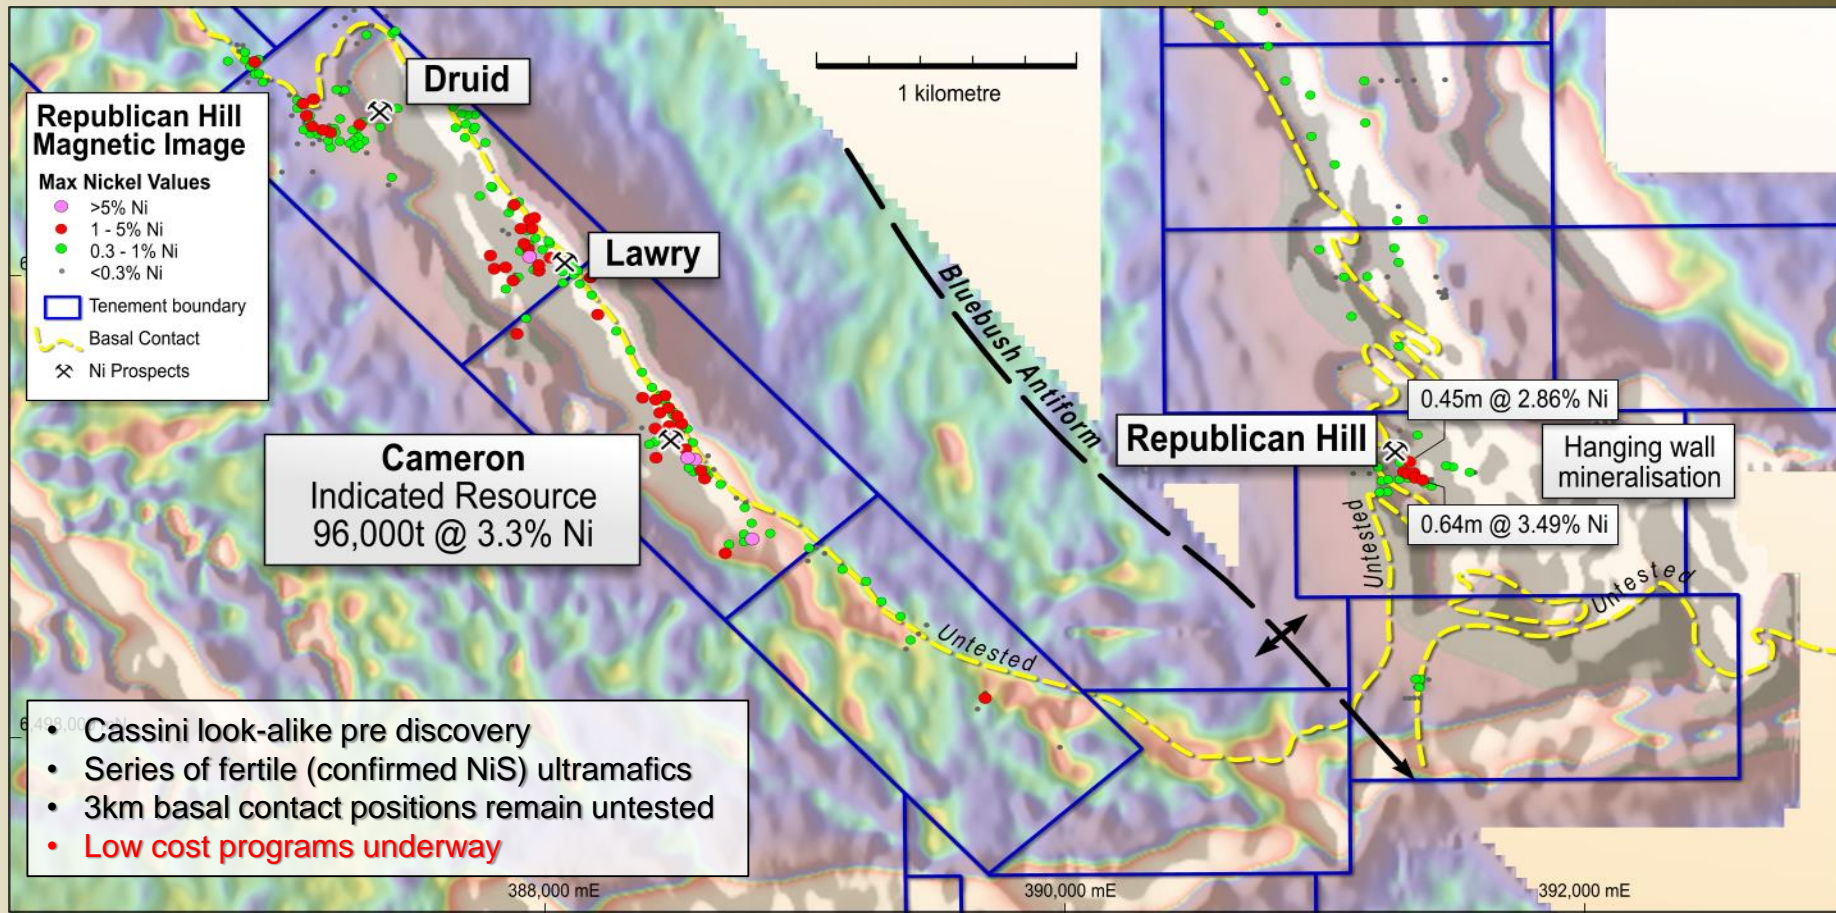 Druid
1 kilometre
Republican Hill
Magnetic Image
Max Nickel Values
>5% Ni
1 - 5% Ni
0.3 - 1% Ni
<0.3% Ni
Tenement boundary
Basal Contact
Ni Prospects
Lawry
Bluebush Antiform
Cameron
Indicated Resource
96,000t @ 3.3% Ni
0.45m @ 2.86% Ni
Republican Hill
Hanging wall
mineralisation
0.64m @ 3.49% Ni
Untested
Untested
Untested
• Cassini look-alike pre discovery
• Series of fertile (confirmed NiS) ultramafics
• 3km basal contact positions remain untested
• Low cost programs underway
388,000 mE
390,000 mE
392,000 mE